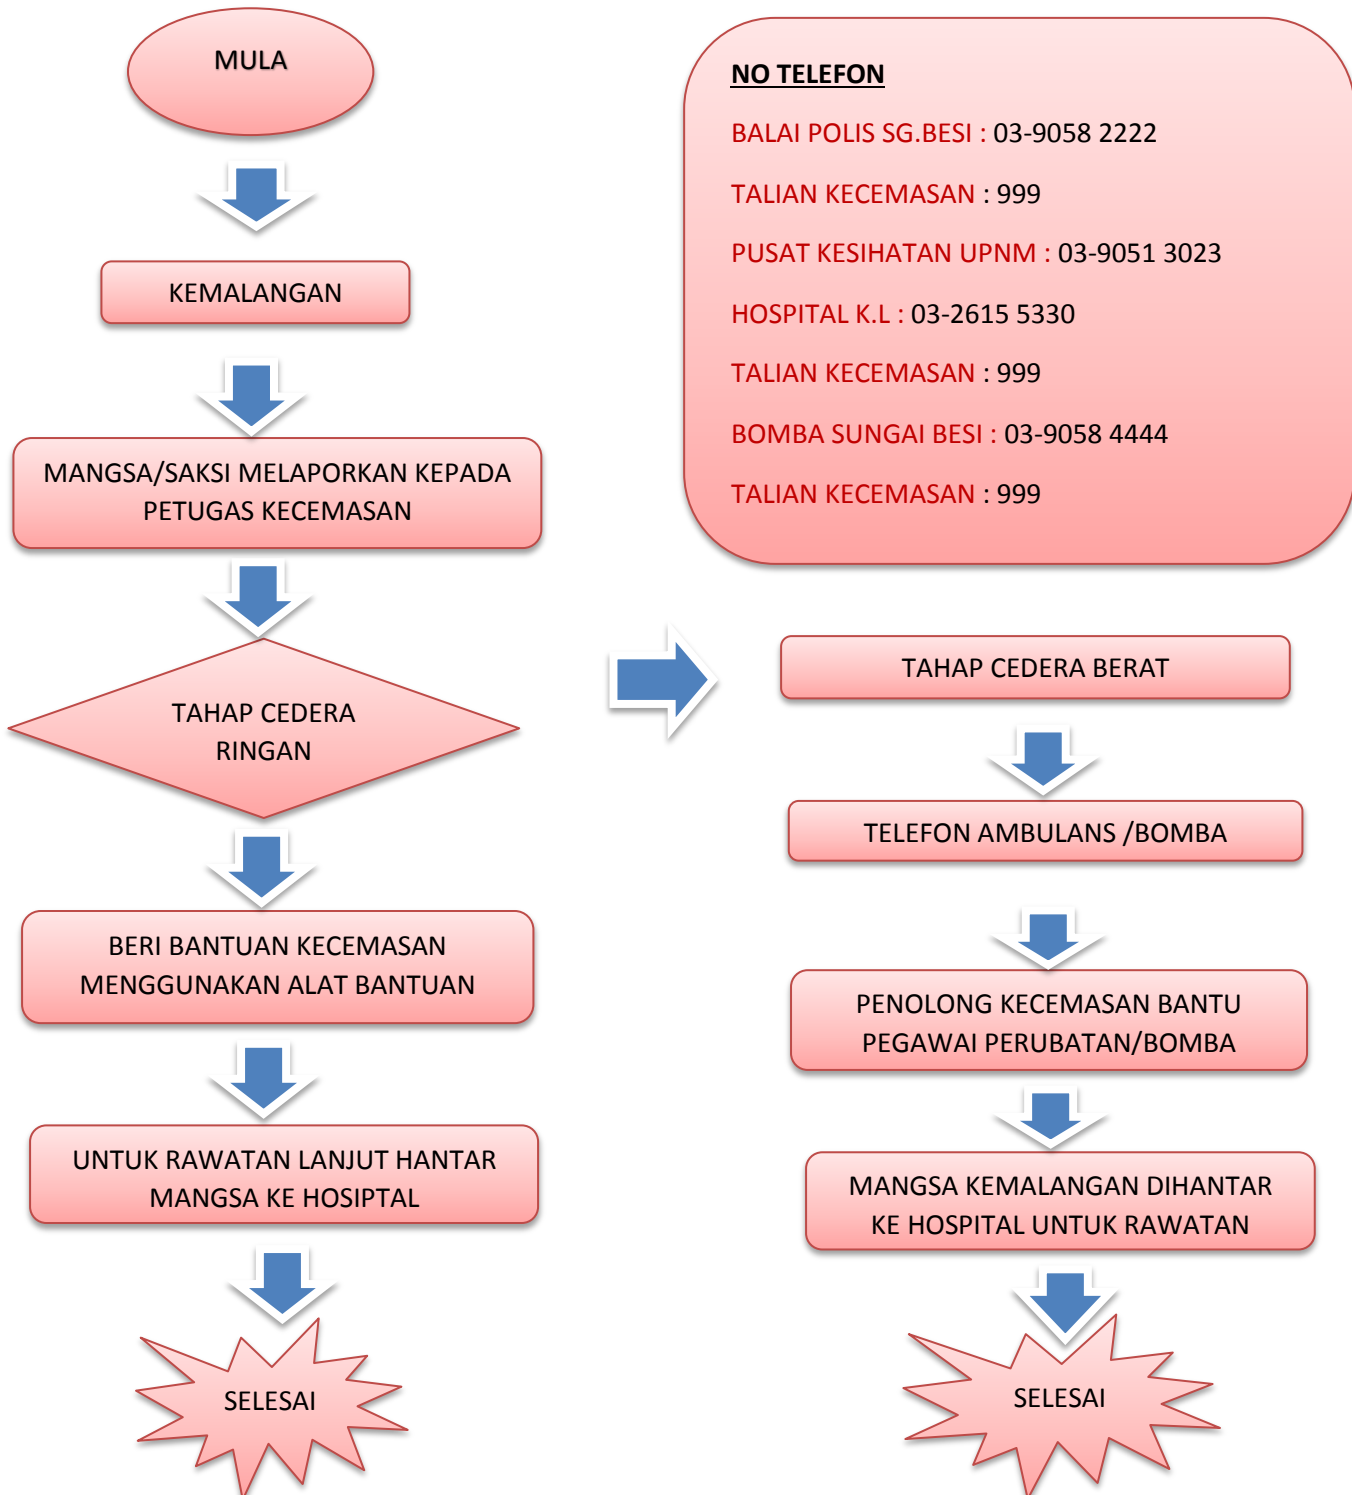 MULA
KEMALANGAN
MANGSA/SAKSI MELAPORKAN KEPADA
PETUGAS KECEMASAN
TAHAP CEDERA
RINGAN
BERI BANTUAN KECEMASAN
MENGGUNAKAN ALAT BANTUAN
UNTUK RAWATAN LANJUT HANTAR
MANGSA KE HOSIPTAL
SELESAI
NO TELEFON
BALAI POLIS SG.BESI : 03-9058 2222
TALIAN KECEMASAN : 999
PUSAT KESIHATAN UPNM : 03-9051 3023
HOSPITAL K.L : 03-2615 5330
TALIAN KECEMASAN : 999
BOMBA SUNGAI BESI : 03-9058 4444
TALIAN KECEMASAN : 999
TAHAP CEDERA BERAT
TELEFON AMBULANS /BOMBA
PENOLONG KECEMASAN BANTU
PEGAWAI PERUBATAN/BOMBA
MANGSA KEMALANGAN DIHANTAR
KE HOSPITAL UNTUK RAWATAN
SELESAI